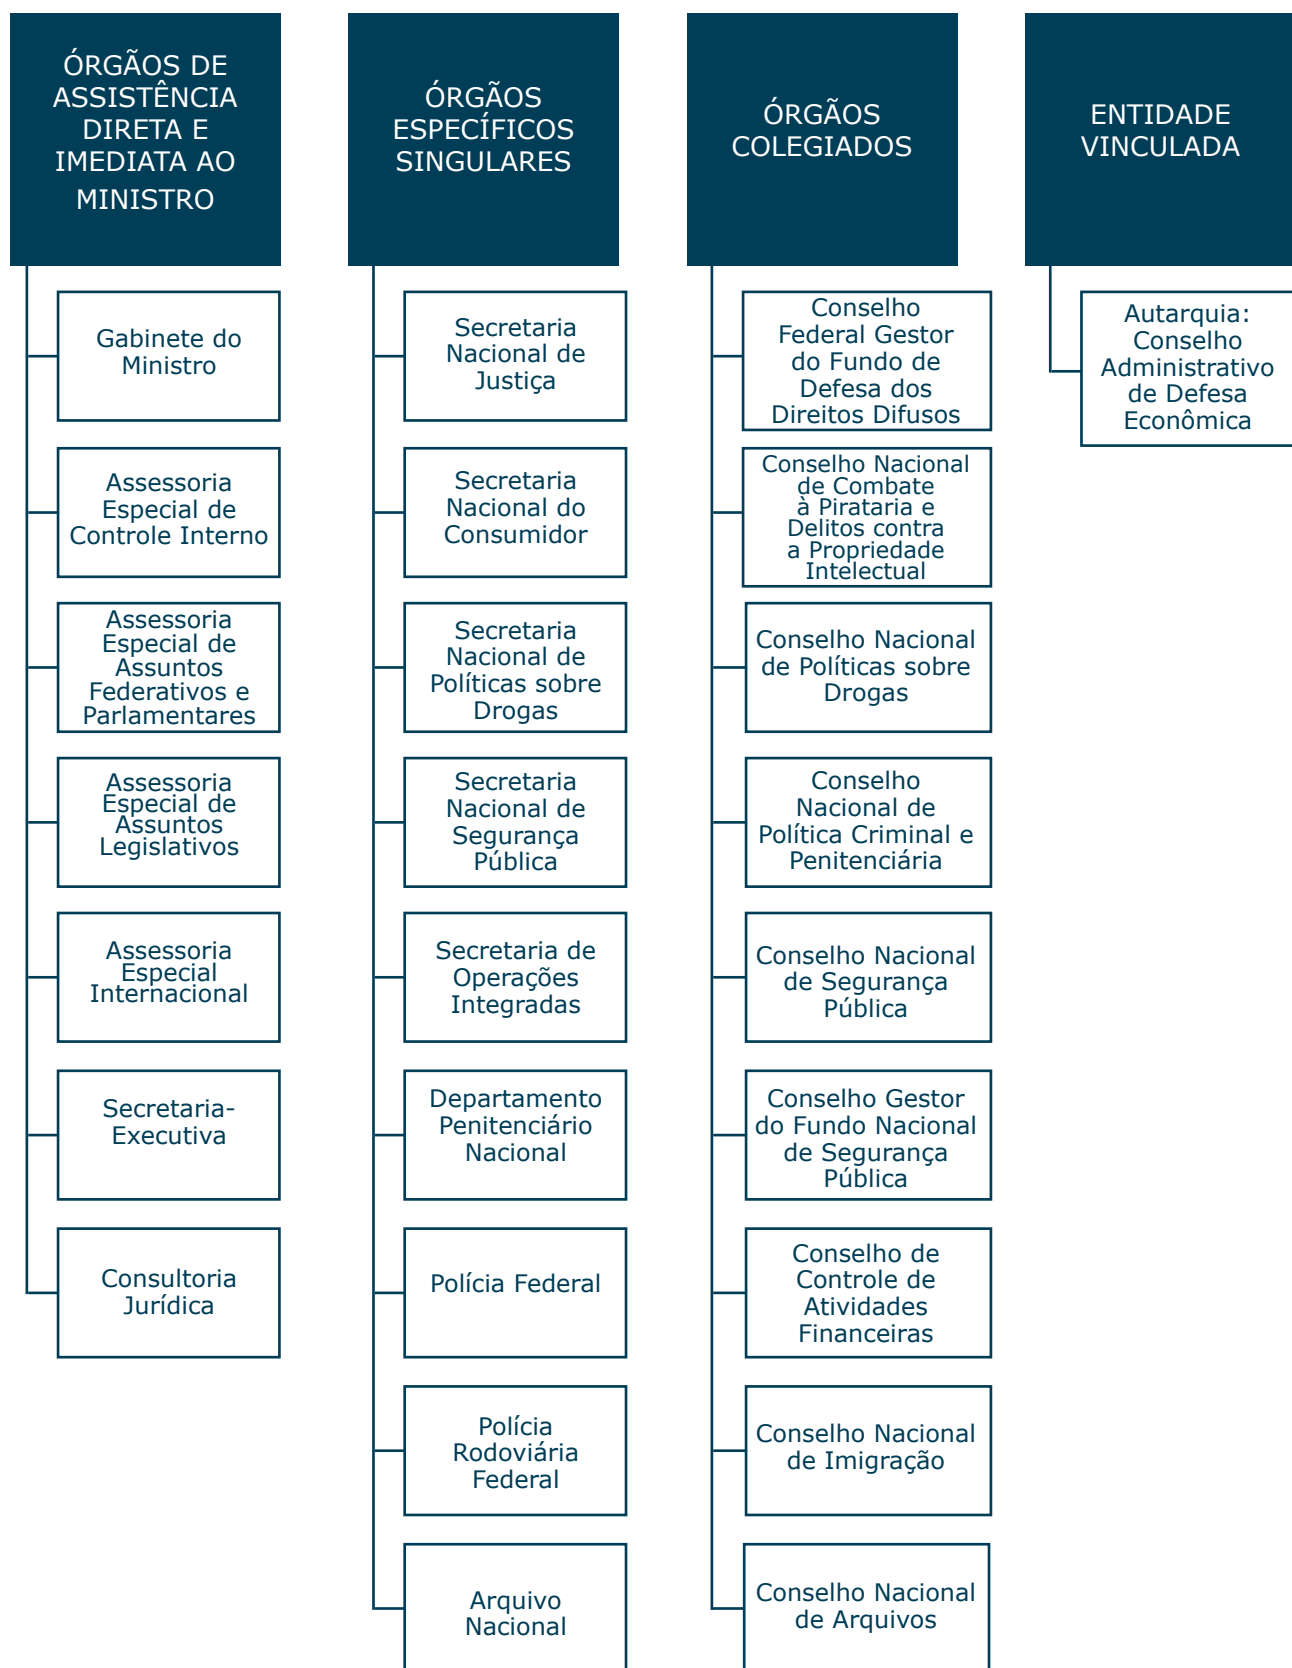 ÓRGÃOS DE
ASSISTÊNCIA
DIRETA E
IMEDIATA AO
MINISTRO
Gabinete do
Ministro
Assessoria
Especial de
Controle Interno
Assessoria
Especial de
Assuntos
Federativos e
Parlamentares
Assessoria
Especial de
Assuntos
Legislativos
Assessoria
Especial
Internacional
Secretaria-
Executiva
Consultoria
Jurídica
ÓRGÃOS
ESPECÍFICOS
SINGULARES
Secretaria
Nacional de
Justiça
Secretaria
Nacional do
Consumidor
Secretaria
Nacional de
Políticas sobre
Drogas
Secretaria
Nacional de
Segurança
Pública
Secretaria de
Operações
Integradas
Departamento
Penitenciário
Nacional
Polícia Federal
Polícia
Rodoviária
Federal
Arquivo
Nacional
ÓRGÃOS
COLEGIADOS
Conselho
Federal Gestor
do Fundo de
Defesa dos
Direitos Difusos
Conselho Nacional
de Combate
à Pirataria e
Delitos contra
a Propriedade
Intelectual
Conselho Nacional
de Políticas sobre
Drogas
Conselho
Nacional de
Política Criminal e
Penitenciária
Conselho Nacional
de Segurança
Pública
Conselho Gestor
do Fundo Nacional
de Segurança
Pública
Conselho de
Controle de
Atividades
Financeiras
Conselho Nacional
de Imigração
Conselho Nacional
de Arquivos
ENTIDADE
VINCULADA
Autarquia:
Conselho
Administrativo
de Defesa
Econômica